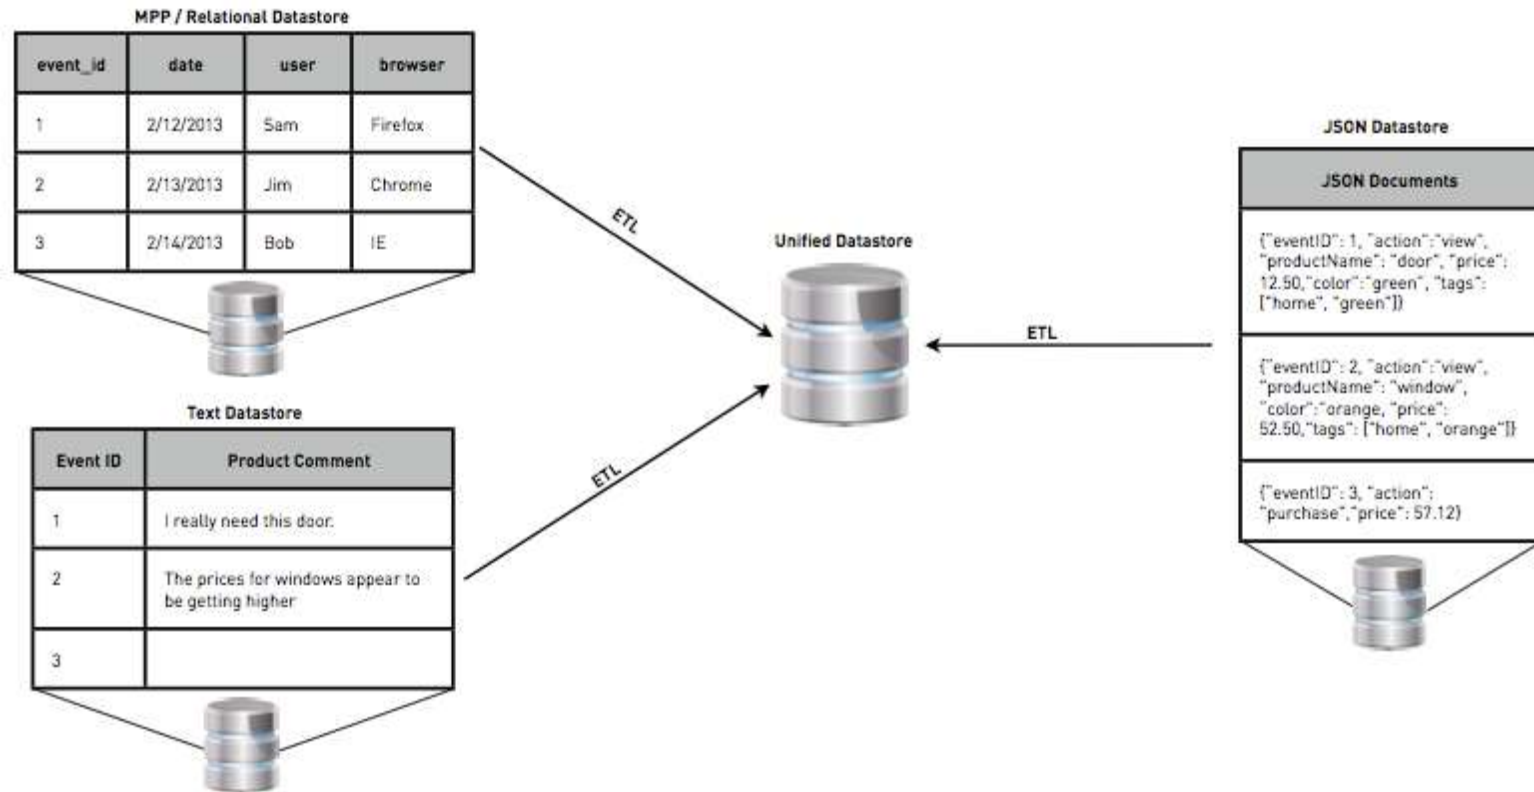 MPP / Relational Datastore
event_id date user browser
1 2/12/2013 Sam Firefox
2 2/13/2013 Jim Chrome
3 2/14/2013 Bob IE
ETL
Text Datastore
Event ID Product Comment
1 I really need this door.
2 The prices for windows appear to
be getting higher
3
ETL
Unified Datastore
ETL
JSON Datastore
JSON Documents
{"eventID": 1, "action":"view",
"productName": "door", "price":
12.50,"color":"green", "tags":
["home", "green"]}
{"eventID": 2, "action":"view",
"productName": "window",
"color":"orange, "price":
52.50,"tags": ["home", "orange"]}
{"eventID": 3, "action":
"purchase","price": 57.12}